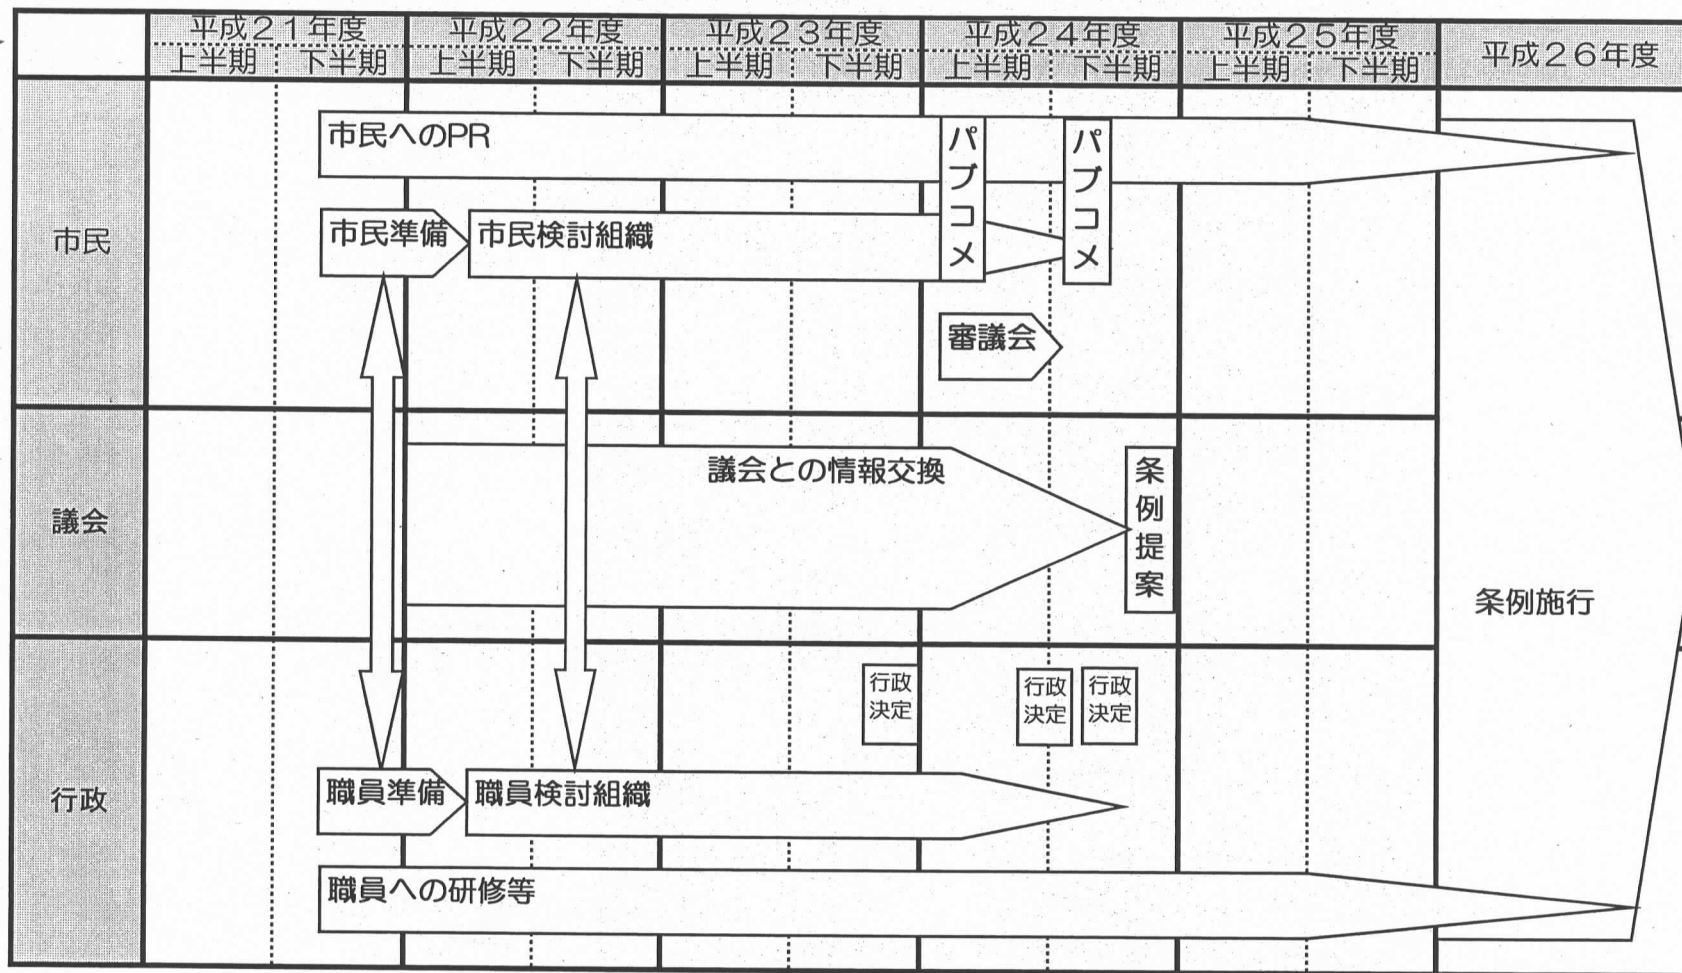 平成21年度
上半期
下半期
平成22年度
上半期
下半期
平成23年度
上半期
下半期
平成24年度
上半期
下半期
平成25年度
上半期
下半期
平成26年度
市民
市民へのPR
パブコメ
パブコメ
市民準備
市民検討組織
審議会
議会
議会との情報交換
条例提案
条例施行
行政
行政
決定
行政
決定
行政
決定
職員準備
職員検討組織
職員への研修等